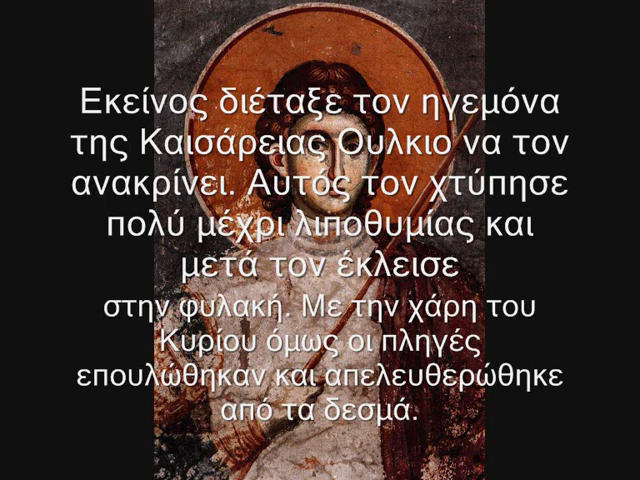 Εκείνος διέταξε τον ηγεμόνα
της Καισάρειας Ουλκιο να τον
ανακρίνει. Αυτός τον χτύπησε
πολύ μέχρι λιποθυμίας και
μετά τον έκλεισε
στην φυλακή. Με την χάρη του
Κυρίου όμως οι πληγές
επουλώθηκαν και απελευθερώθηκε
από τα δεσμά.